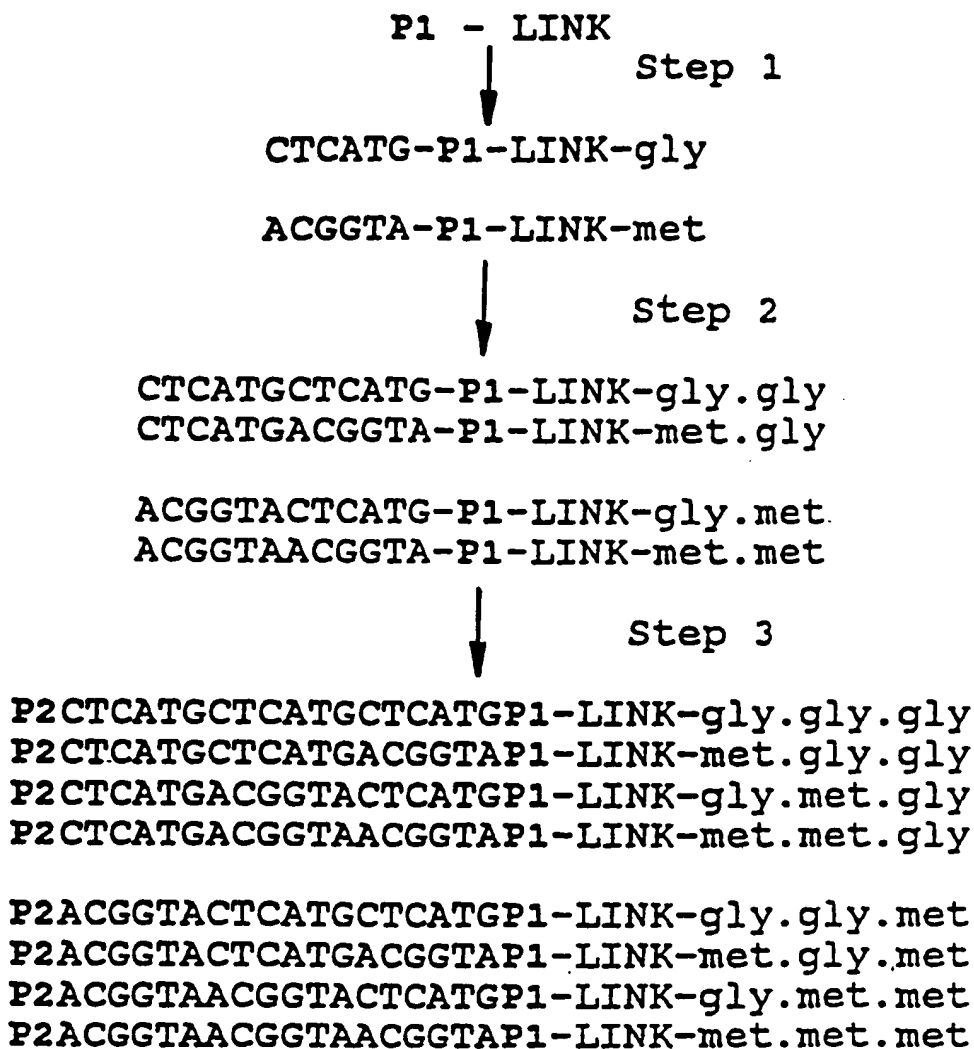 P1 - LINK
Step 1
CTCATG-P1-LINK-gly
ACGGTA-P1-LINK-met
Step 2
CTCATGCTCATG-P1-LINK-gly.gly
CTCATGACGGTA-P1-LINK-met.gly
ACGGTACTCATG-P1-LINK-gly.met
ACGGTAACGGTA-P1-LINK-met.met
Step 3
P2CTCATGCTCATGCTCATGP1-LINK-gly.gly.gly
P2CTCATGCTCATGACGGTAP1-LINK-met.gly.gly
P2CTCATGACGGTACTCATGP1-LINK-gly.met.gly
P2CTCATGACGGTAACGGTAP1-LINK-met.met.gly
P2ACGGTACTCATGCTCATGP1-LINK-gly.gly.met
P2ACGGTACTCATGACGGTAP1-LINK-met.gly.met
P2ACGGTAACGGTACTCATGP1-LINK-gly.met.met
P2ACGGTAACGGTAACGGTAP1-LINK-met.met.met